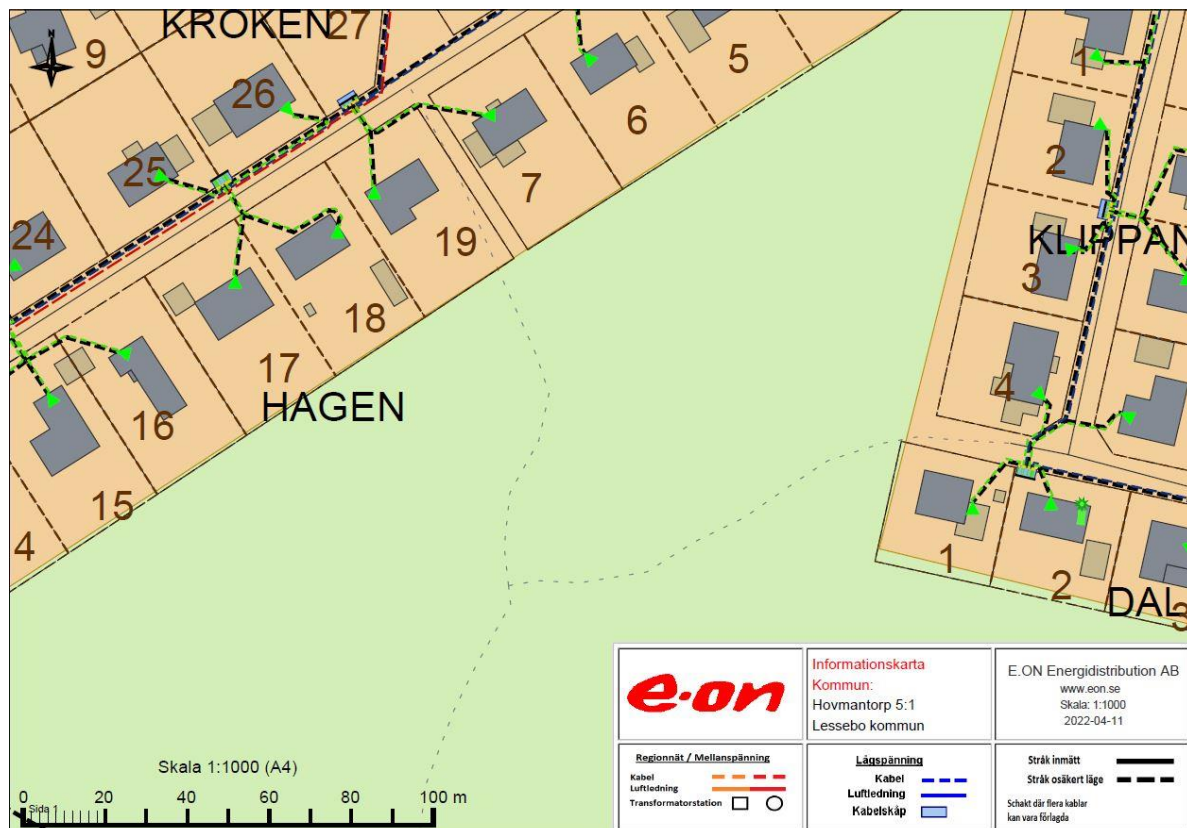 KROKEN
27
9
26
25
24
5
6
7
19
18
17
16
15
4
HAGEN
1
2
KLIPPAN
3
4
1
2
DAL
3
e-on
Informationskarta
Kommun:
Hovmantorp 5:1
Lessebo kommun
E.ON Energidistribution AB
www.eon.se
Skala: 1:1000
2022-04-11
Regionnät / Mellanspänning
Kabel
Luftledning
Transformatorstation
Lågspänning
Kabel
Luftledning
Kabelskåp
Stråk inmätt
Stråk osäkert läge
Schakt där flera kablar
kan vara förlagda
Skala 1:1000 (A4)
0 20 40 60 80 100 m
Sida 1
N